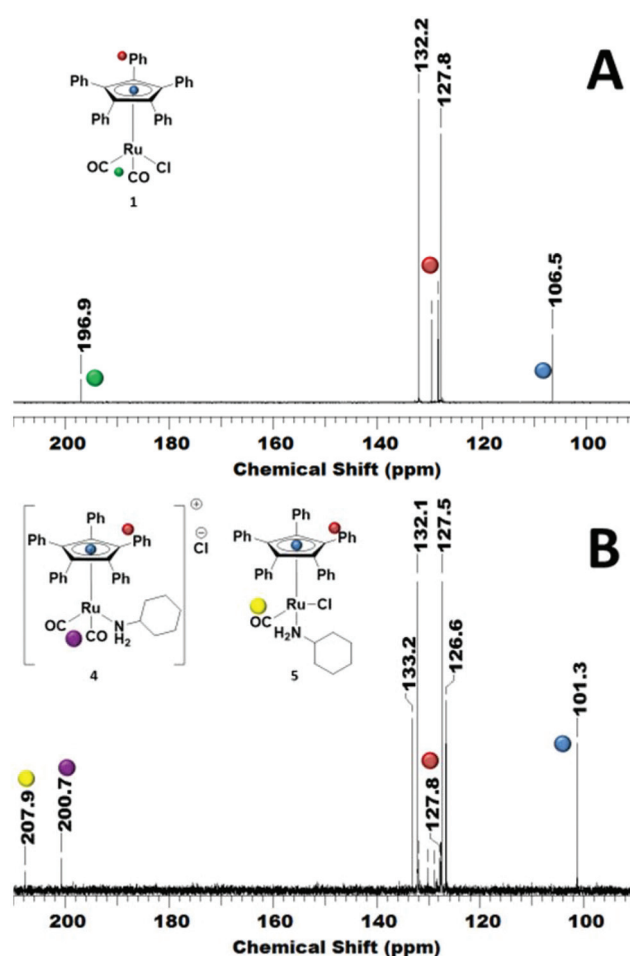 A
132.2
127.8
106.5
196.9
Ph
Ph Ph
Ph Ph
Ru
OC Cl
CO
1
200 180 160 140 120 100
Chemical Shift (ppm)
B
132.1
127.5
133.2
126.6
127.8
101.3
207.9
200.7
Ph
Ph Ph
Ph Ph
Ru
OC N
CO H2
4
+
−
Cl
Ph
Ph Ph
Ph Ph
Ru Cl
OC H2N
5
200 180 160 140 120 100
Chemical Shift (ppm)